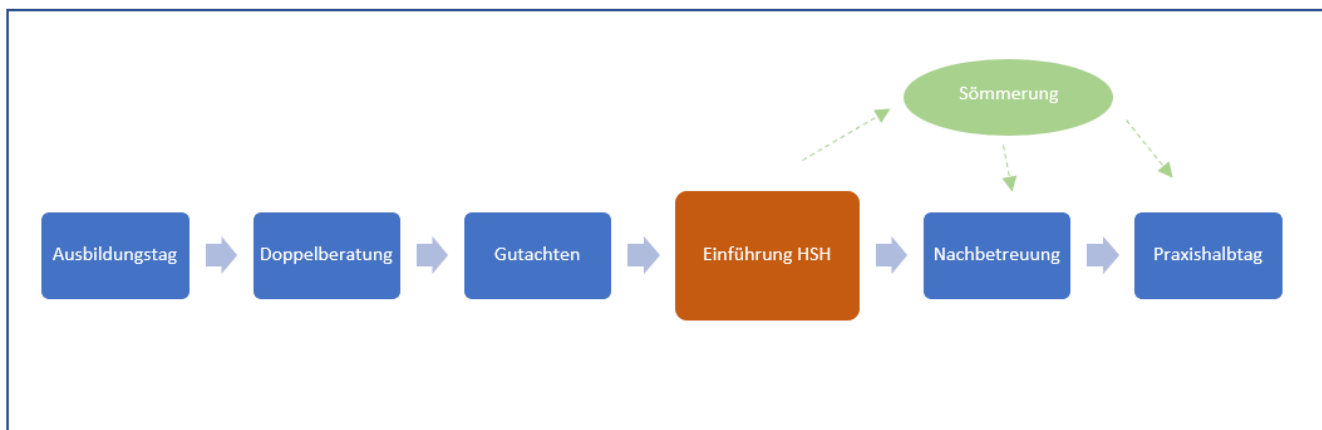 Sömmerung
Ausbildungstag
Doppelberatung
Gutachten
Einführung HSH
Nachbetreuung
Praxishalbtag